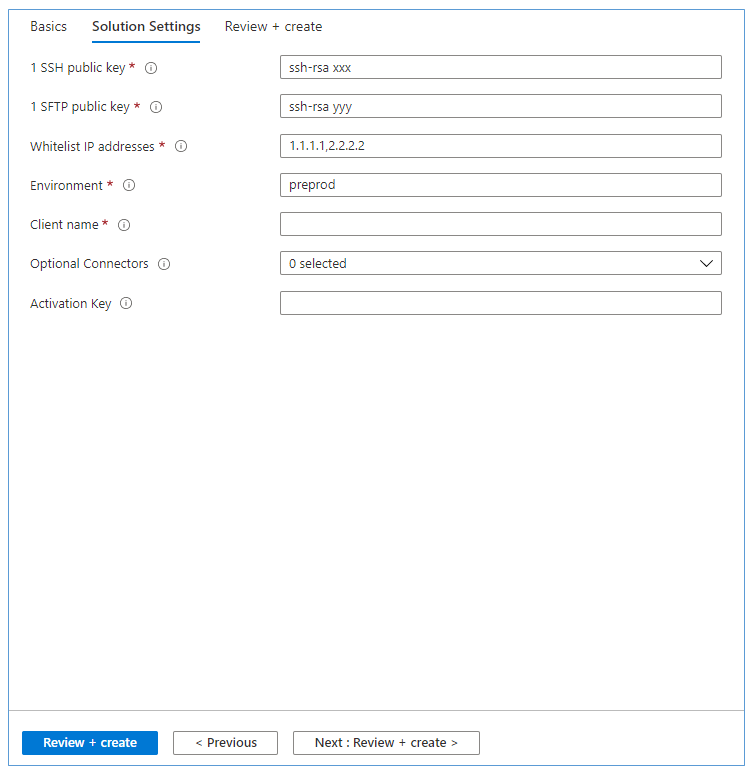 Basics Solution Settings Review + create
1 SSH public key * ssh-rsa xxx
1 SFTP public key * ssh-rsa yyy
Whitelist IP addresses * 1.1.1.1,2.2.2.2
Environment * preprod
Client name *
Optional Connectors 0 selected
Activation Key
Review + create < Previous Next : Review + create >